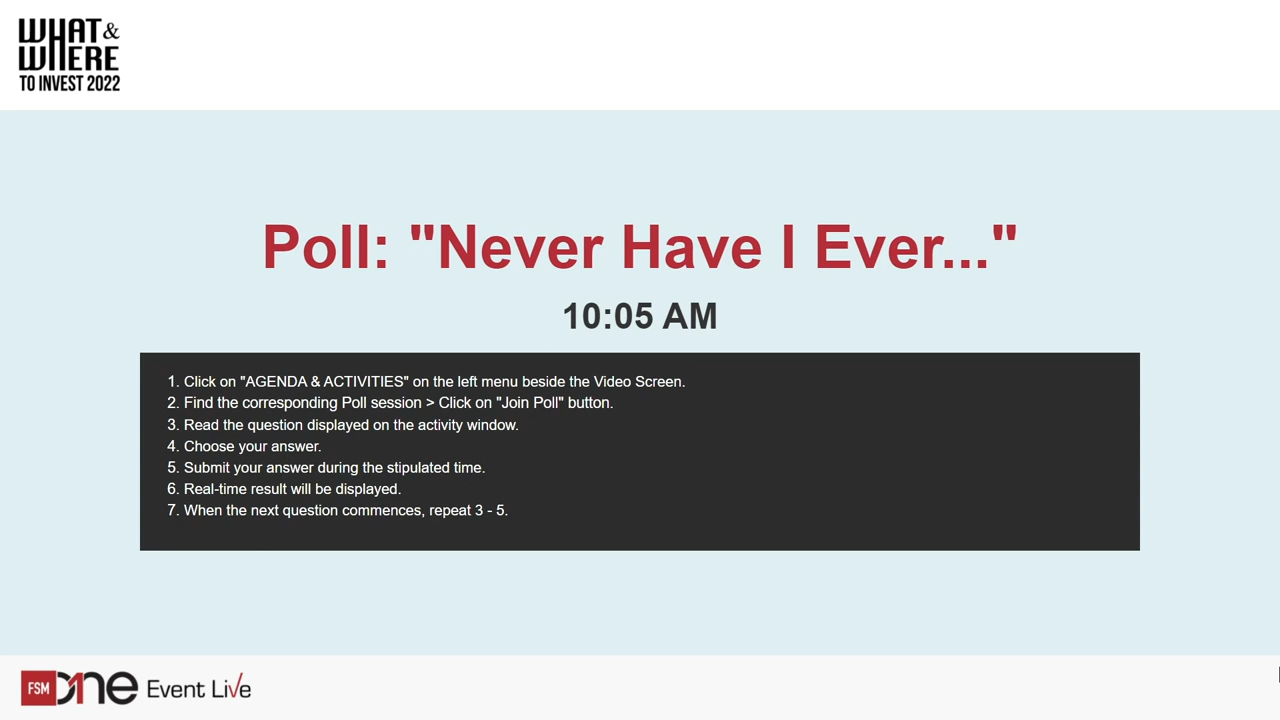 WHAT &
WHERE
TO INVEST 2022
Poll: "Never Have I Ever..."
10:05 AM
1. Click on "AGENDA & ACTIVITIES" on the left menu beside the Video Screen.
2. Find the corresponding Poll session > Click on "Join Poll" button.
3. Read the question displayed on the activity window.
4. Choose your answer.
5. Submit your answer during the stipulated time.
6. Real-time result will be displayed.
7. When the next question commences, repeat 3 - 5.
FSM one Event Live